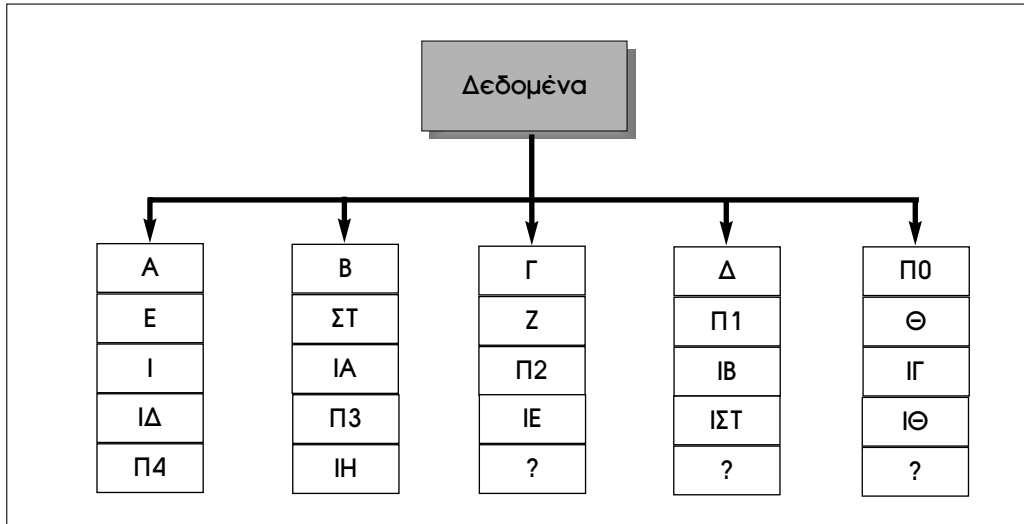 Δεδομένα
Α Β Γ Δ Π0
Ε ΣΤ Ζ Π1 Θ
Ι ΙΑ Π2 ΙΒ ΙΓ
ΙΔ Π3 ΙΕ ΙΣΤ ΙΘ
Π4 ΙΗ ? ? ?